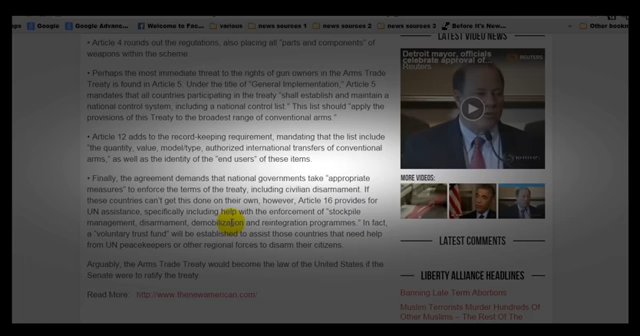 Google
Google Advanc...
Welcome to Fac...
various
news sources 1
news sources 2
news sources 3
Before It's New...
Other book
• Article 4 rounds out the regulations, also placing all "parts and components" of
weapons within the scheme.
• Perhaps the most immediate threat to the rights of gun owners in the Arms Trade
Treaty is found in Article 5. Under the title of "General Implementation," Article 5
mandates that all countries participating in the treaty "shall establish and maintain a
national control system, including a national control list." This list should "apply the
provisions of this Treaty to the broadest range of conventional arms."
• Article 12 adds to the record-keeping requirement, mandating that the list include
"the quantity, value, model/type, authorized international transfers of conventional
arms," as well as the identity of the "end users" of these items.
• Finally, the agreement demands that national governments take "appropriate
measures" to enforce the terms of the treaty, including civilian disarmament. If
these countries can't get this done on their own, however, Article 16 provides for
UN assistance, specifically including help with the enforcement of "stockpile
management, disarmament, demobilization and reintegration programmes." In fact,
a "voluntary trust fund" will be established to assist those countries that need help
from UN peacekeepers or other regional forces to disarm their citizens.
Arguably, the Arms Trade Treaty would become the law of the United States if the
Senate were to ratify the treaty.
Read More: http://www.thenewamerican.com/
LATEST VIDEO NEWS
Detroit mayor, officials
celebrate approval of...
Reuters
REUTERS
MORE VIDEOS:
LATEST COMMENTS
LIBERTY ALLIANCE HEADLINES
Banning Late Term Abortions
Muslim Terrorists Murder Hundreds Of
Other Muslims – The Rest Of The